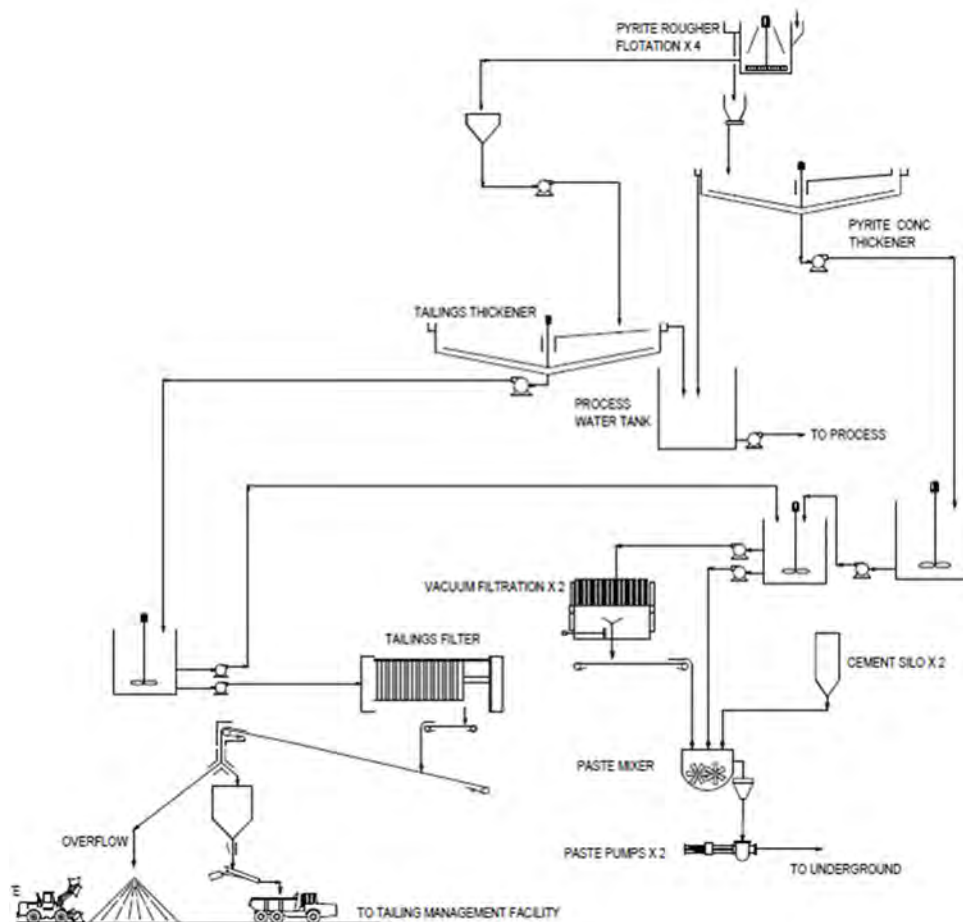 PYRITE ROUGHER
FLOTATION X 4
PYRITE CONC
THICKENER
TAILINGS THICKENER
PROCESS
WATER TANK
TO PROCESS
VACUUM FILTRATION X 2
TAILINGS FILTER
CEMENT SILO X 2
PASTE MIXER
OVERFLOW
PASTE PUMPS X 2
TO UNDERGROUND
TO TAILING MANAGEMENT FACILITY